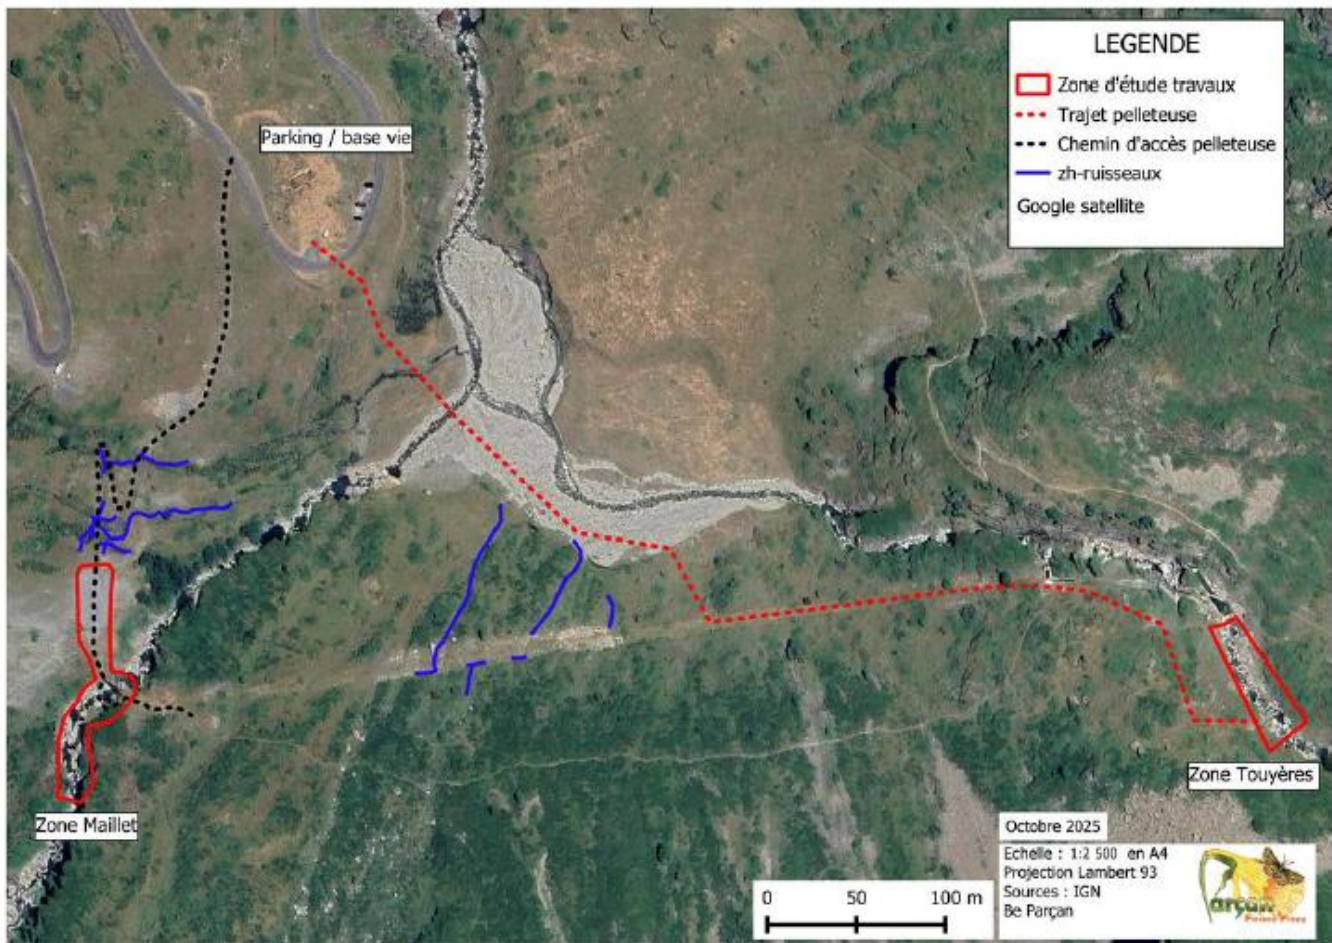 LEGENDE
Zone d'étude travaux
Trajet pelleteuse
Chemin d'accès pelleteuse
zh-ruisseaux
Google satellite
Parking / base vie
Zone Touyères
Zone Maillet
Octobre 2025
Echelle : 1:2 500 en A4
Projection Lambert 93
Sources : IGN
Be Parçan
0 50 100 m
Parçan